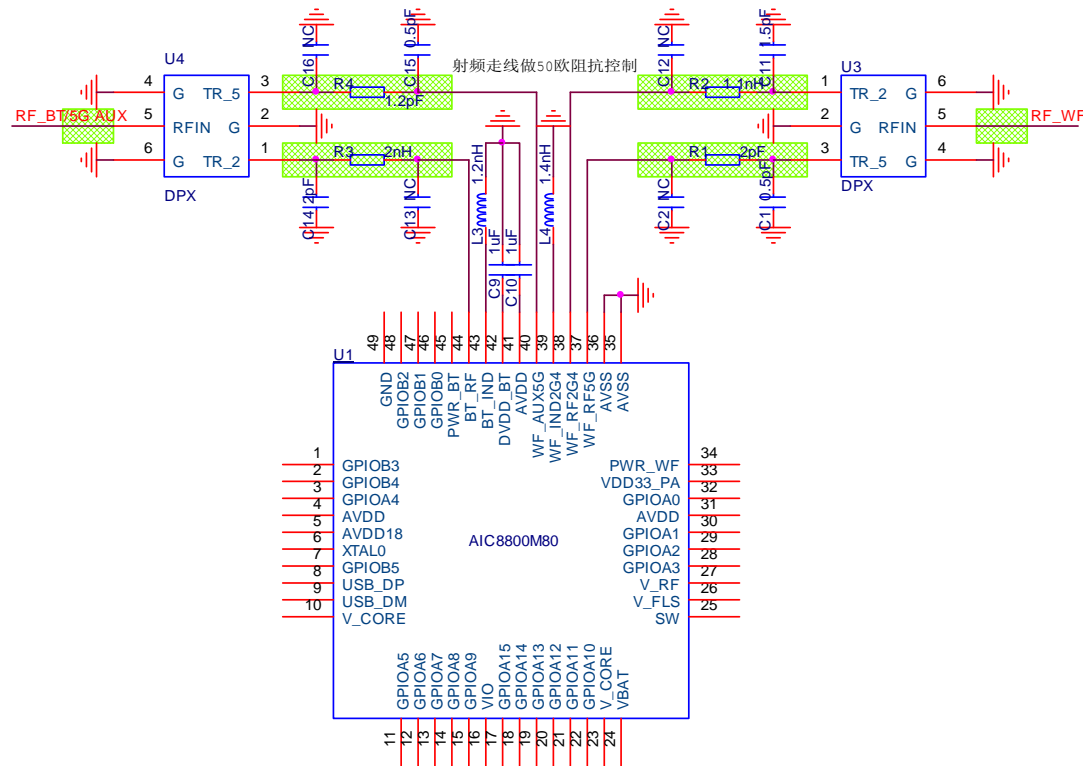 C16 NC
C15 0.5pF
射频走线做50欧阻抗控制
C12 NC
C11 1.5pF
U4
U3
4 G TR_5 3
R4
1.2pF
R2 1.1nH
1 TR_2 G 6
RF_BT/5G AUX
5 RFIN G 2
2 G RFIN 5
RF_WF
6 G TR_2 1
R3 2nH
R1 2pF
3 TR_5 G 4
DPX
DPX
C14 2pF
C13 NC
L3 1.2nH
C9 1uF
C10 1uF
L4 1.4nH
C2 NC
C1 0.5pF
U1
49 GND
48 GPIOB2
47 GPIOB1
46 GPIOB0
45 PWR_BT
44 BT_RF
43 BT_IND
42 DVDD_BT
41 AVDD
40 WF_AUX5G
39 WF_IND2G4
38 WF_RF2G4
37 WF_RF5G
36 AVSS
35 AVSS
1 GPIOB3
2 GPIOB4
3 GPIOA4
4 AVDD
5 AVDD18
6 XTAL0
7 GPIOB5
8 USB_DP
9 USB_DM
10 V_CORE
AIC8800M80
PWR_WF 34
VDD33_PA 33
GPIOA0 32
AVDD 31
GPIOA1 30
GPIOA2 29
GPIOA3 28
V_RF 27
V_FLS 26
SW 25
GPIOA5 11
GPIOA6 12
GPIOA7 13
GPIOA8 14
GPIOA9 15
VIO 16
GPIOA15 17
GPIOA14 18
GPIOA13 19
GPIOA12 20
GPIOA11 21
GPIOA10 22
V_CORE 23
VBAT 24